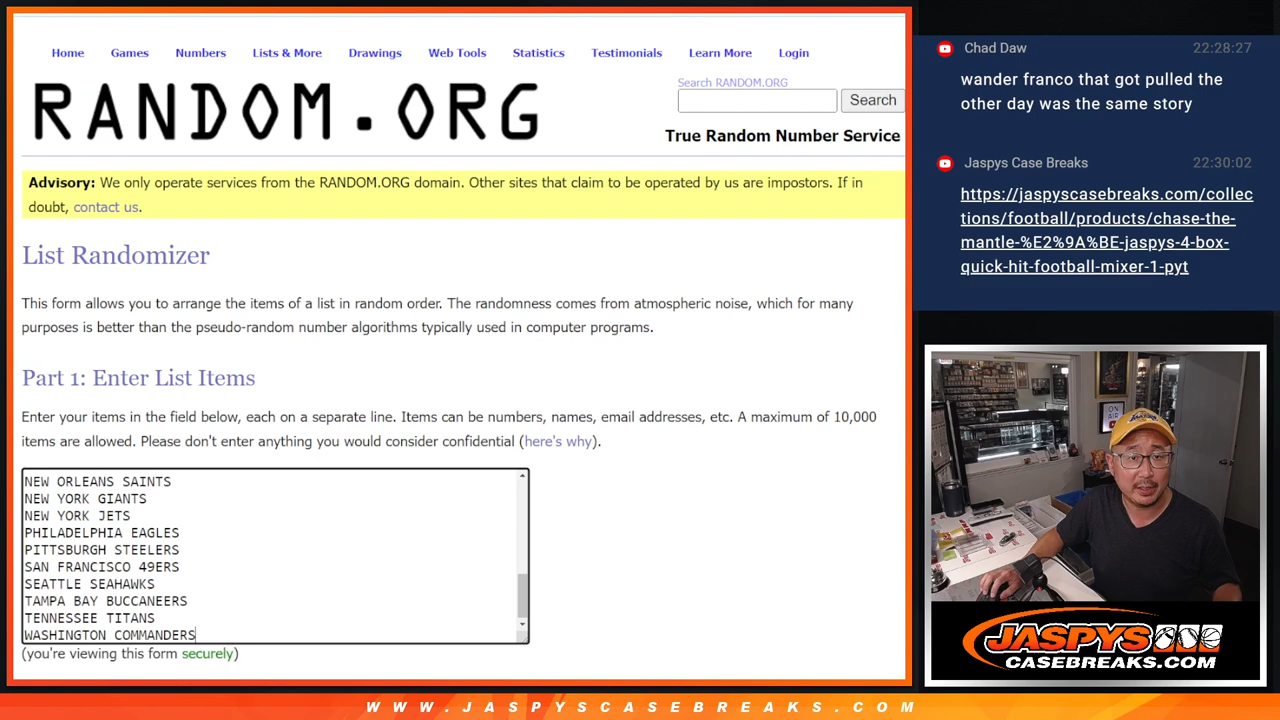 Home
Games
Numbers
Lists & More
Drawings
Web Tools
Statistics
Testimonials
Learn More
Login
RANDOM.ORG
Search RANDOM.ORG
Search
True Random Number Service
Advisory: We only operate services from the RANDOM.ORG domain. Other sites that claim to be operated by us are impostors. If in
doubt, contact us.
List Randomizer
This form allows you to arrange the items of a list in random order. The randomness comes from atmospheric noise, which for many
purposes is better than the pseudo-random number algorithms typically used in computer programs.
Part 1: Enter List Items
Enter your items in the field below, each on a separate line. Items can be numbers, names, email addresses, etc. A maximum of 10,000
items are allowed. Please don't enter anything you would consider confidential (here's why).
NEW ORLEANS SAINTS
NEW YORK GIANTS
NEW YORK JETS
PHILADELPHIA EAGLES
PITTSBURGH STEELERS
SAN FRANCISCO 49ERS
SEATTLE SEAHAWKS
TAMPA BAY BUCCANEERS
TENNESSEE TITANS
WASHINGTON COMMANDERS
(you're viewing this form securely)
Chad Daw
22:28:27
wander franco that got pulled the
other day was the same story
Jaspys Case Breaks
22:30:02
https://jaspyscasebreaks.com/collec
tions/football/products/chase-the-
mantle-%E2%9A%BE-jaspys-4-box-
quick-hit-football-mixer-1-pyt
ON
AIR
JASPYS
CASEBREAKS.COM
WWW.JASPYSCASEBREAKS.COM